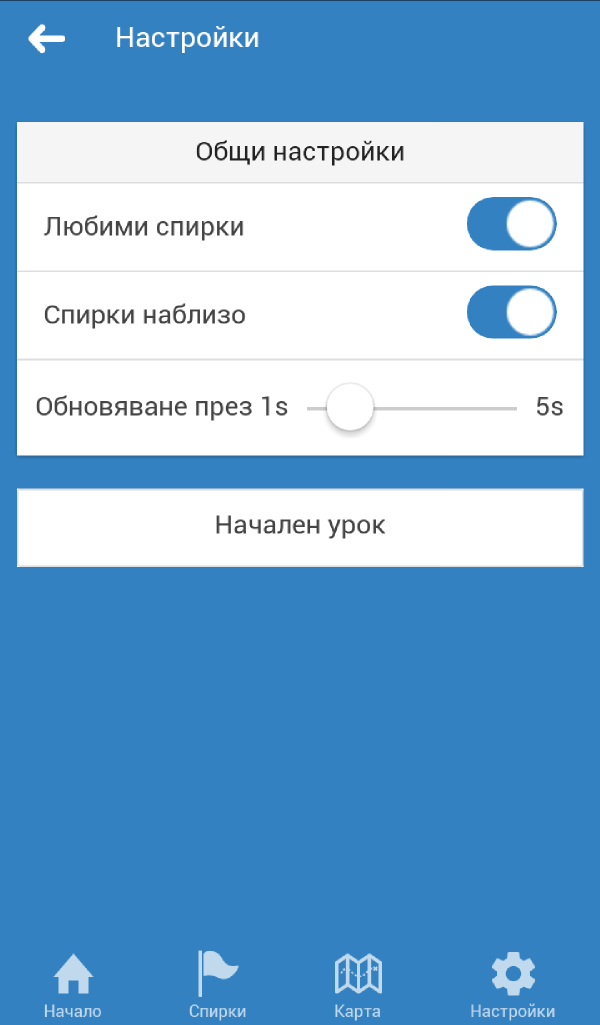 Настройки
Общи настройки
Любими спирки
Спирки наблизо
Обновяване през 1s 5s
Начален урок
Начало Спирки Карта Настройки